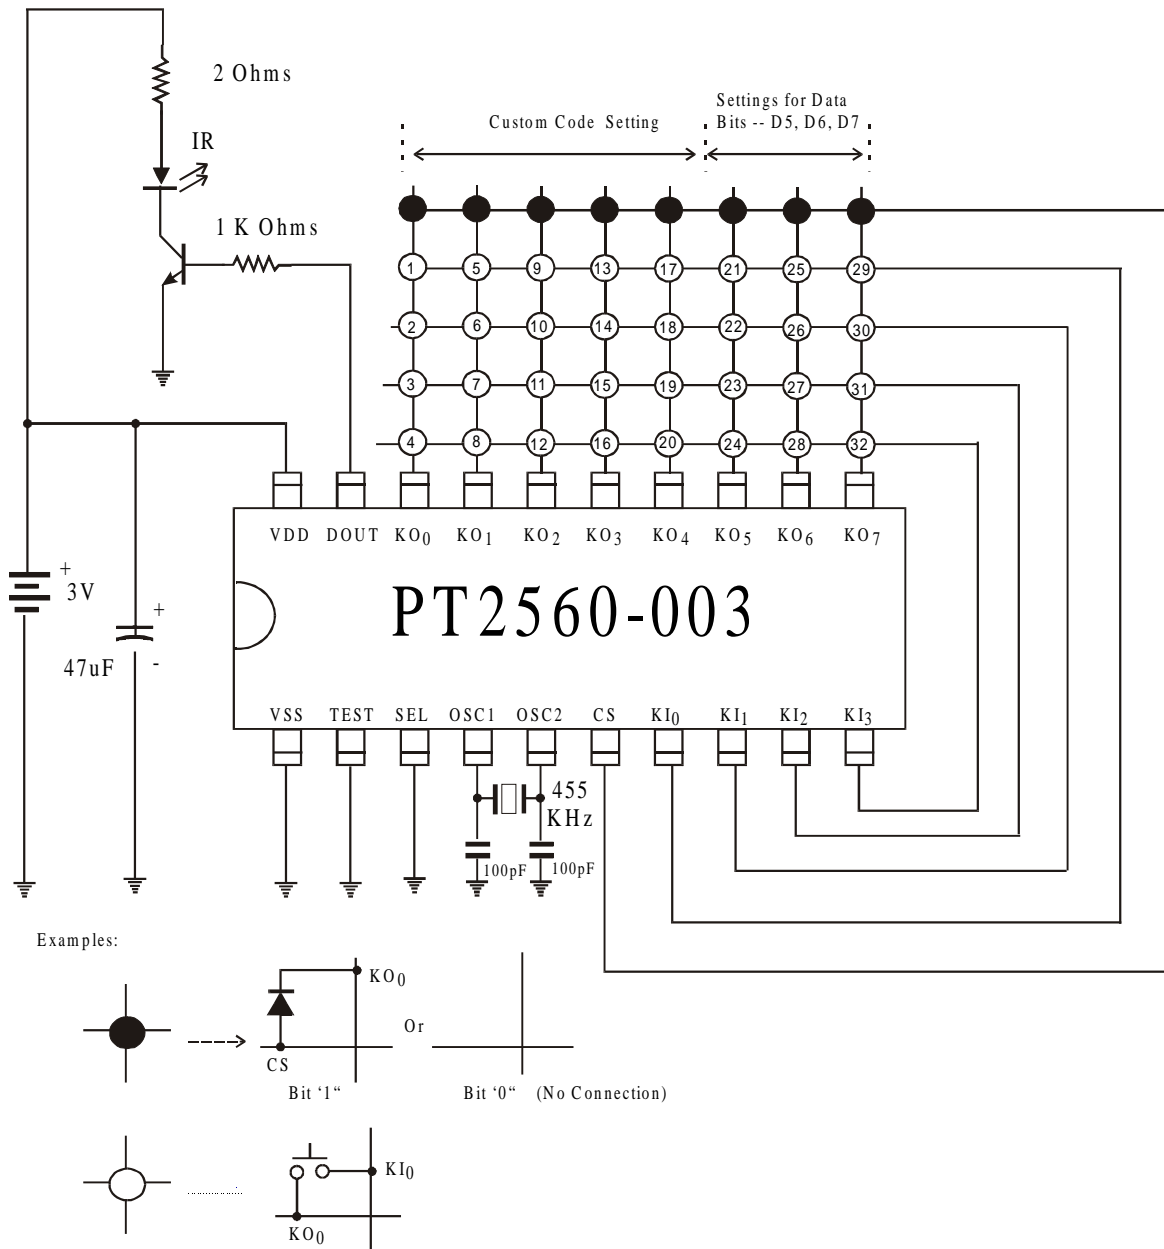 2 Ohms
IR
1 K Ohms
Custom Code Setting
Settings for Data
Bits -- D5, D6, D7
1 5 9 13 17 21 25 29
2 6 10 14 18 22 26 30
3 7 11 15 19 23 27 31
4 8 12 16 20 24 28 32
VDD DOUT KO0 KO1 KO2 KO3 KO4 KO5 KO6 KO7
+
3V
PT2560-003
+
47uF -
VSS TEST SEL OSC1 OSC2 CS KI0 KI1 KI2 KI3
455
KHz
100pF 100pF
Examples:
KO0
Or
CS
Bit ‘1“ Bit ‘0“ (No Connection)
KI0
KO0